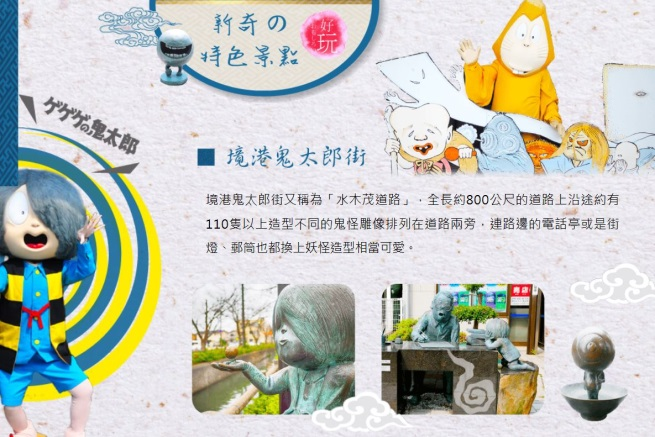 新奇の
特色景點
好玩
ゲゲゲの鬼太郎
境港鬼太郎街
境港鬼太郎街又稱為「水木茂道路」，全長約800公尺的道路上沿途約有
110隻以上造型不同的鬼怪雕像排列在道路兩旁，連路邊的電話亭或是街
燈、郵筒也都換上妖怪造型相當可愛。